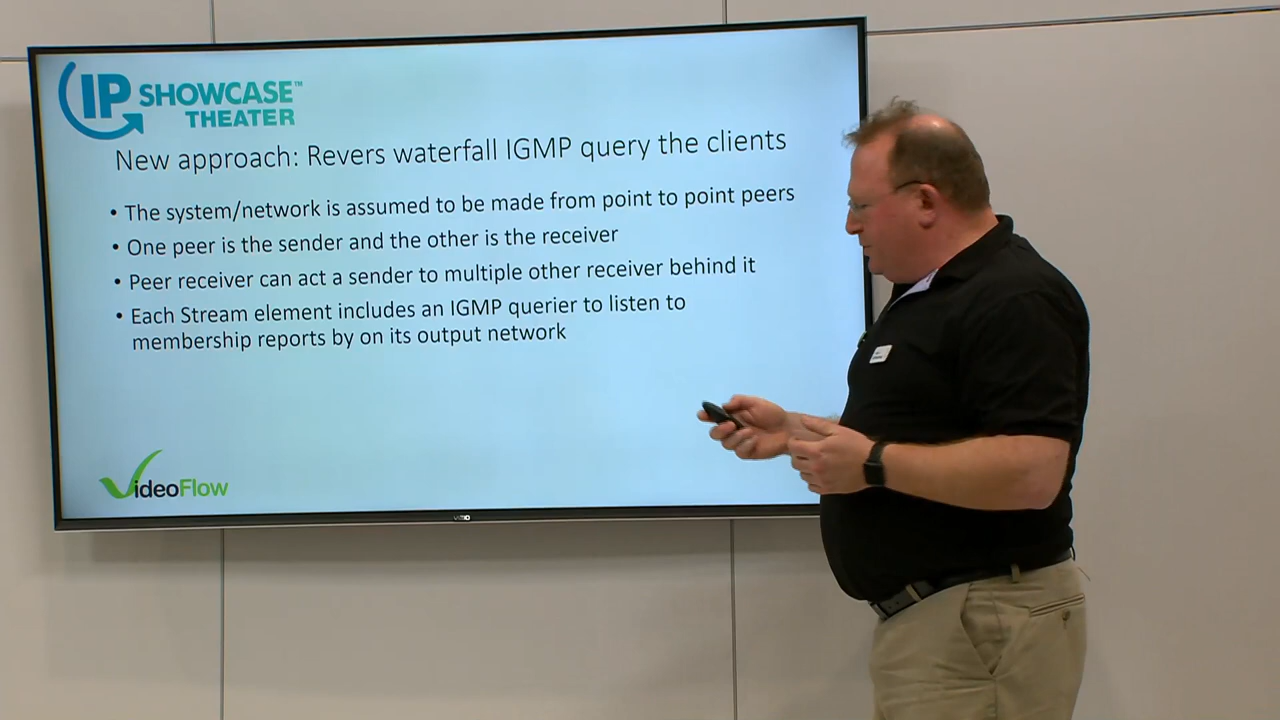 IP SHOWCASE™
THEATER
New approach: Revers waterfall IGMP query the clients
• The system/network is assumed to be made from point to point peers
• One peer is the sender and the other is the receiver
• Peer receiver can act a sender to multiple other receiver behind it
• Each Stream element includes an IGMP querier to listen to
membership reports by on its output network
VideoFlow
VIZIO